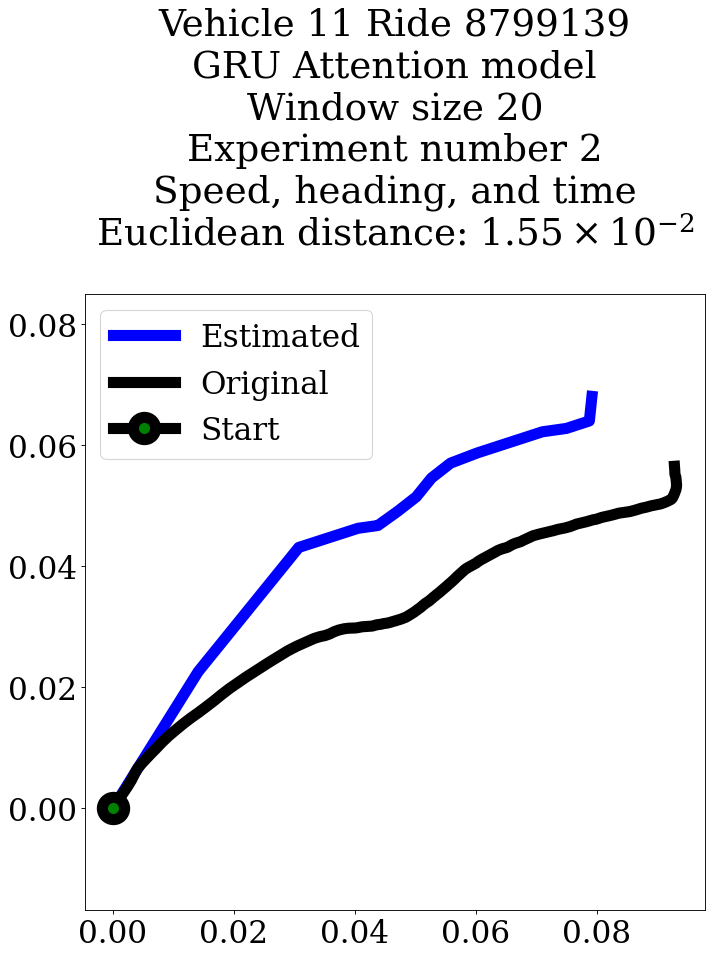 Vehicle 11 Ride 8799139
GRU Attention model
Window size 20
Experiment number 2
Speed, heading, and time
Euclidean distance: 1.55 × 10⁻²
Estimated
Original
Start
0.08
0.06
0.04
0.02
0.00
0.00 0.02 0.04 0.06 0.08